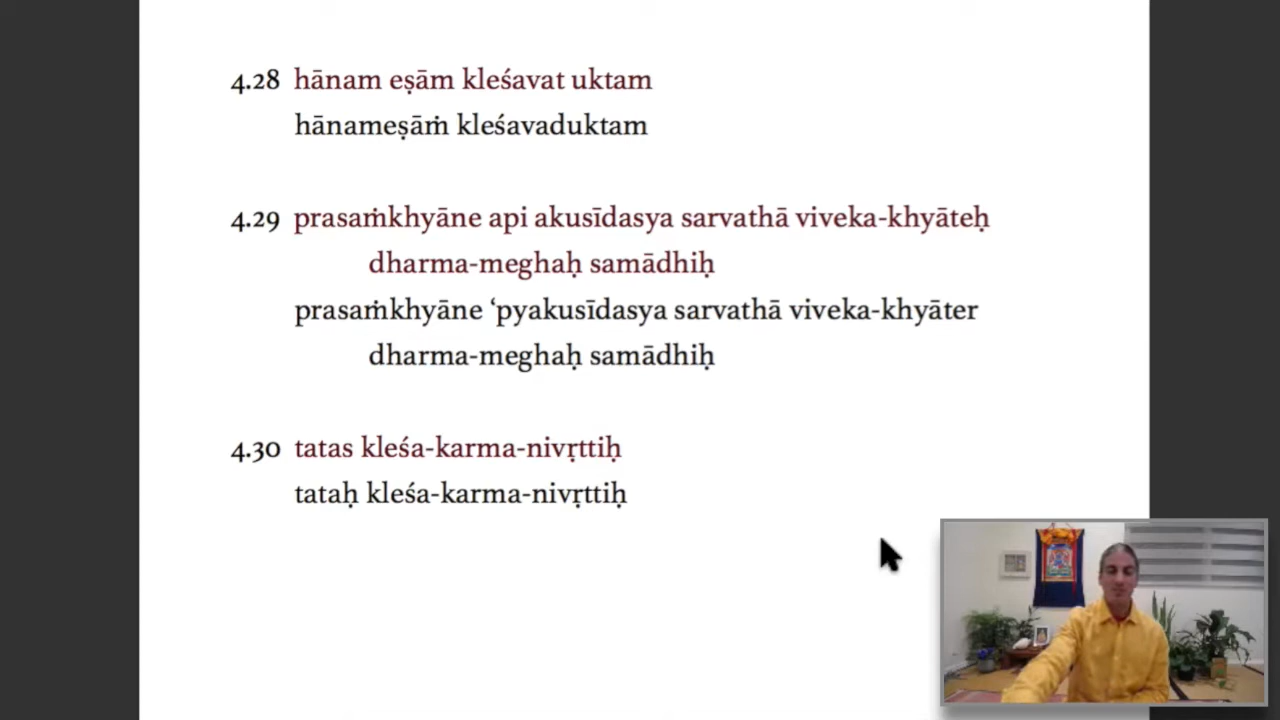 4.28 hānam eṣām kleśavat uktam
hānameṣāṁ kleśavaduktam
4.29 prasaṁkhyāne api akusīdasya sarvathā viveka-khyāteḥ
dharma-meghaḥ samādhiḥ
prasaṁkhyāne ‘pyakusīdasya sarvathā viveka-khyāter
dharma-meghaḥ samādhiḥ
4.30 tatas kleśa-karma-nivṛttiḥ
tataḥ kleśa-karma-nivṛttiḥ